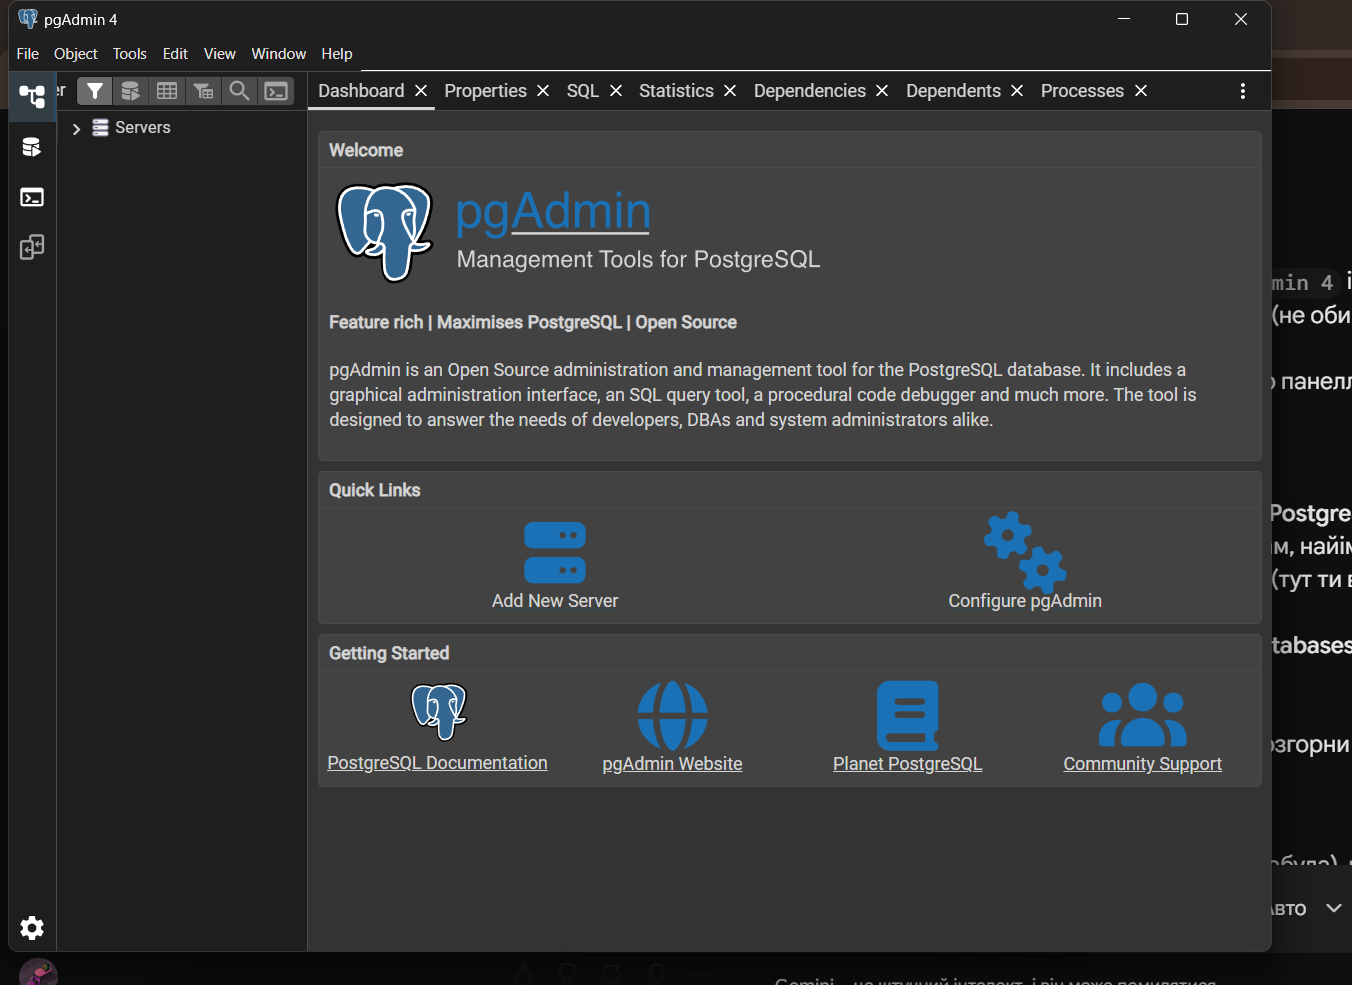 pgAdmin 4
File Object Tools Edit View Window Help
er
Dashboard Properties SQL Statistics Dependencies Dependents Processes
Servers
Welcome
pgAdmin
Management Tools for PostgreSQL
Feature rich | Maximises PostgreSQL | Open Source
pgAdmin is an Open Source administration and management tool for the PostgreSQL database. It includes a
graphical administration interface, an SQL query tool, a procedural code debugger and much more. The tool is
designed to answer the needs of developers, DBAs and system administrators alike.
Quick Links
Add New Server Configure pgAdmin
Getting Started
PostgreSQL Documentation pgAdmin Website Planet PostgreSQL Community Support
min 4 і
(не оби
панел
Postgre
м, найім
(тут ти в
tabases
згорни
Авто